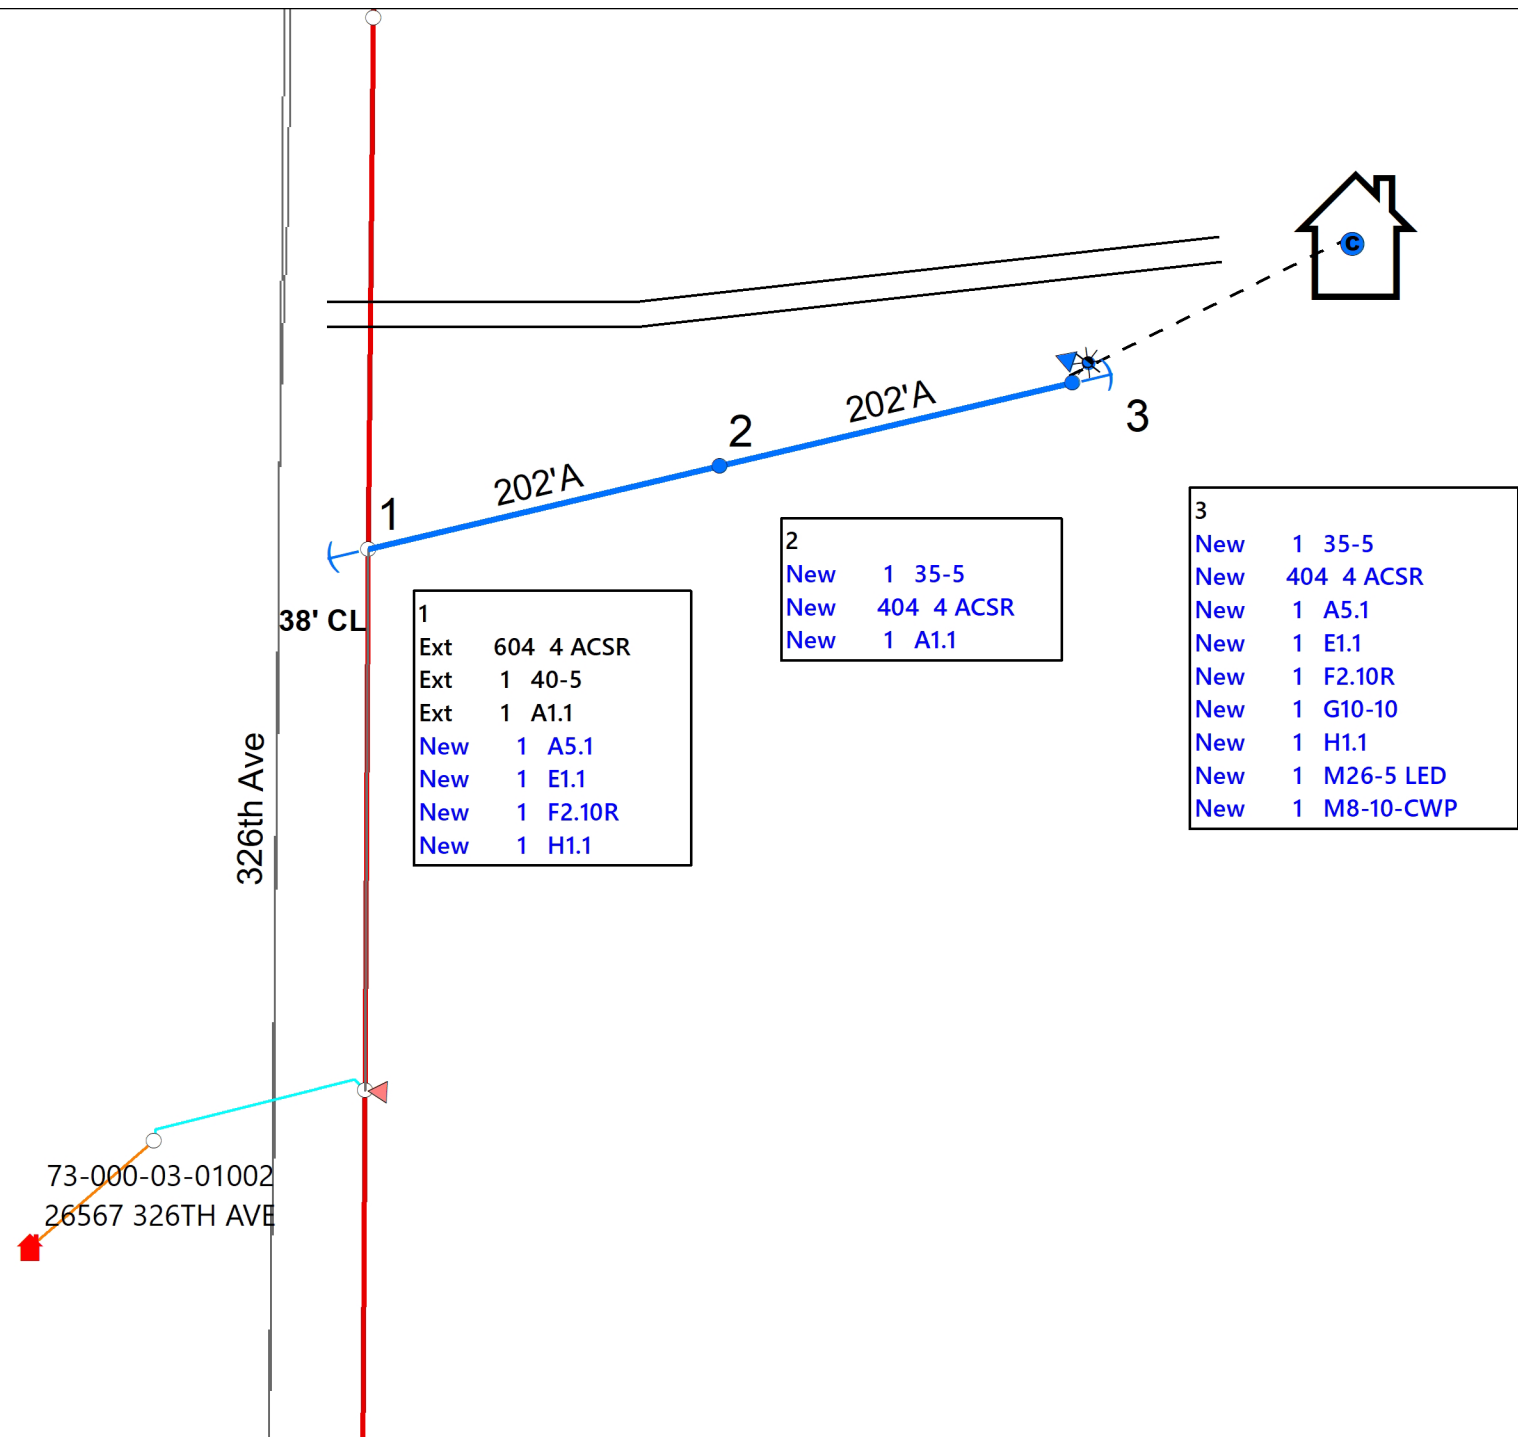 C
202'A
3
2
202'A
1
38' CL
326th Ave
1
Ext 604 4 ACSR
Ext 1 40-5
Ext 1 A1.1
New 1 A5.1
New 1 E1.1
New 1 F2.10R
New 1 H1.1
2
New 1 35-5
New 404 4 ACSR
New 1 A1.1
3
New 1 35-5
New 404 4 ACSR
New 1 A5.1
New 1 E1.1
New 1 F2.10R
New 1 G10-10
New 1 H1.1
New 1 M26-5 LED
New 1 M8-10-CWP
73-000-03-01002
26567 326TH AVE